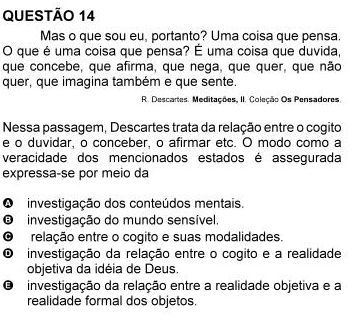 QUESTÃO 14
Mas o que sou eu, portanto? Uma coisa que pensa.
O que é uma coisa que pensa? É uma coisa que duvida,
que concebe, que afirma, que nega, que quer, que não
quer, que imagina também e que sente.
R. Descartes. Meditações, II. Coleção Os Pensadores.
Nessa passagem, Descartes trata da relação entre o cogito
e o duvidar, o conceber, o afirmar etc. O modo como a
veracidade dos mencionados estados é assegurada
expressa-se por meio da
A investigação dos conteúdos mentais.
B investigação do mundo sensível.
C relação entre o cogito e suas modalidades.
D investigação da relação entre o cogito e a realidade
objetiva da idéia de Deus.
E investigação da relação entre a realidade objetiva e a
realidade formal dos objetos.